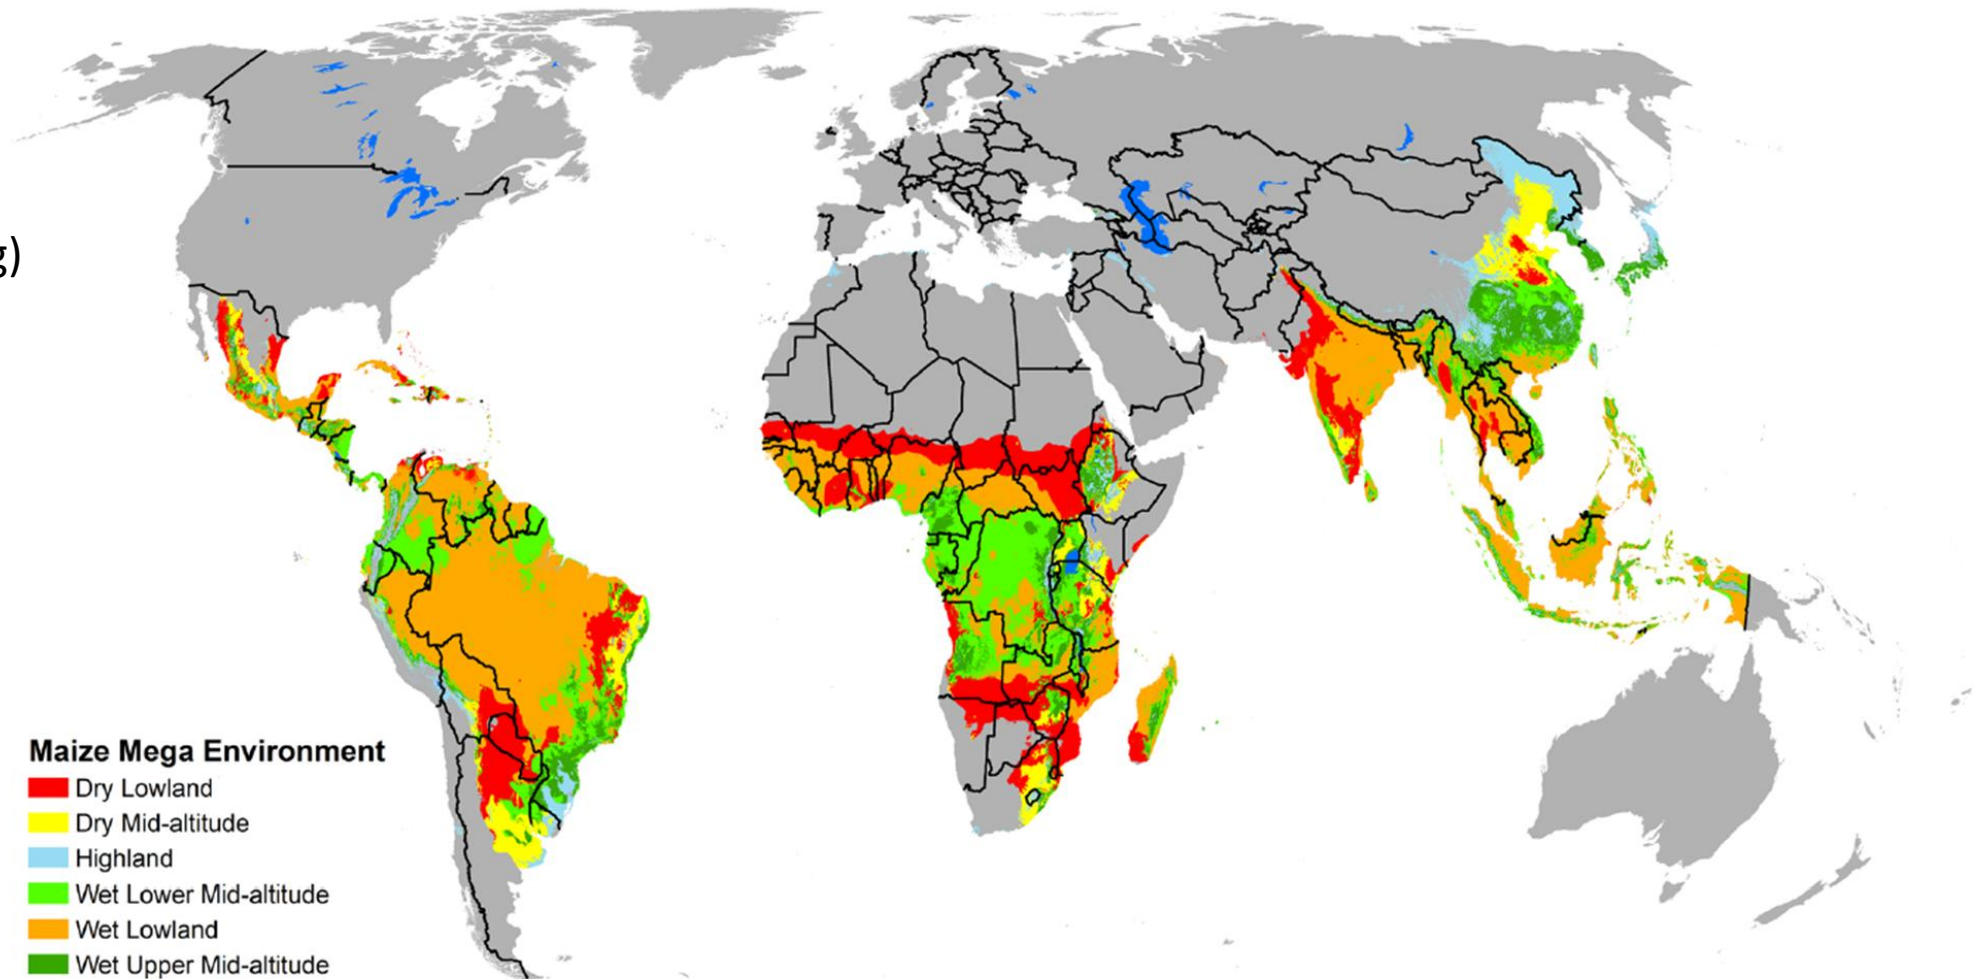 g)
Maize Mega Environment
Dry Lowland
Dry Mid-altitude
Highland
Wet Lower Mid-altitude
Wet Lowland
Wet Upper Mid-altitude